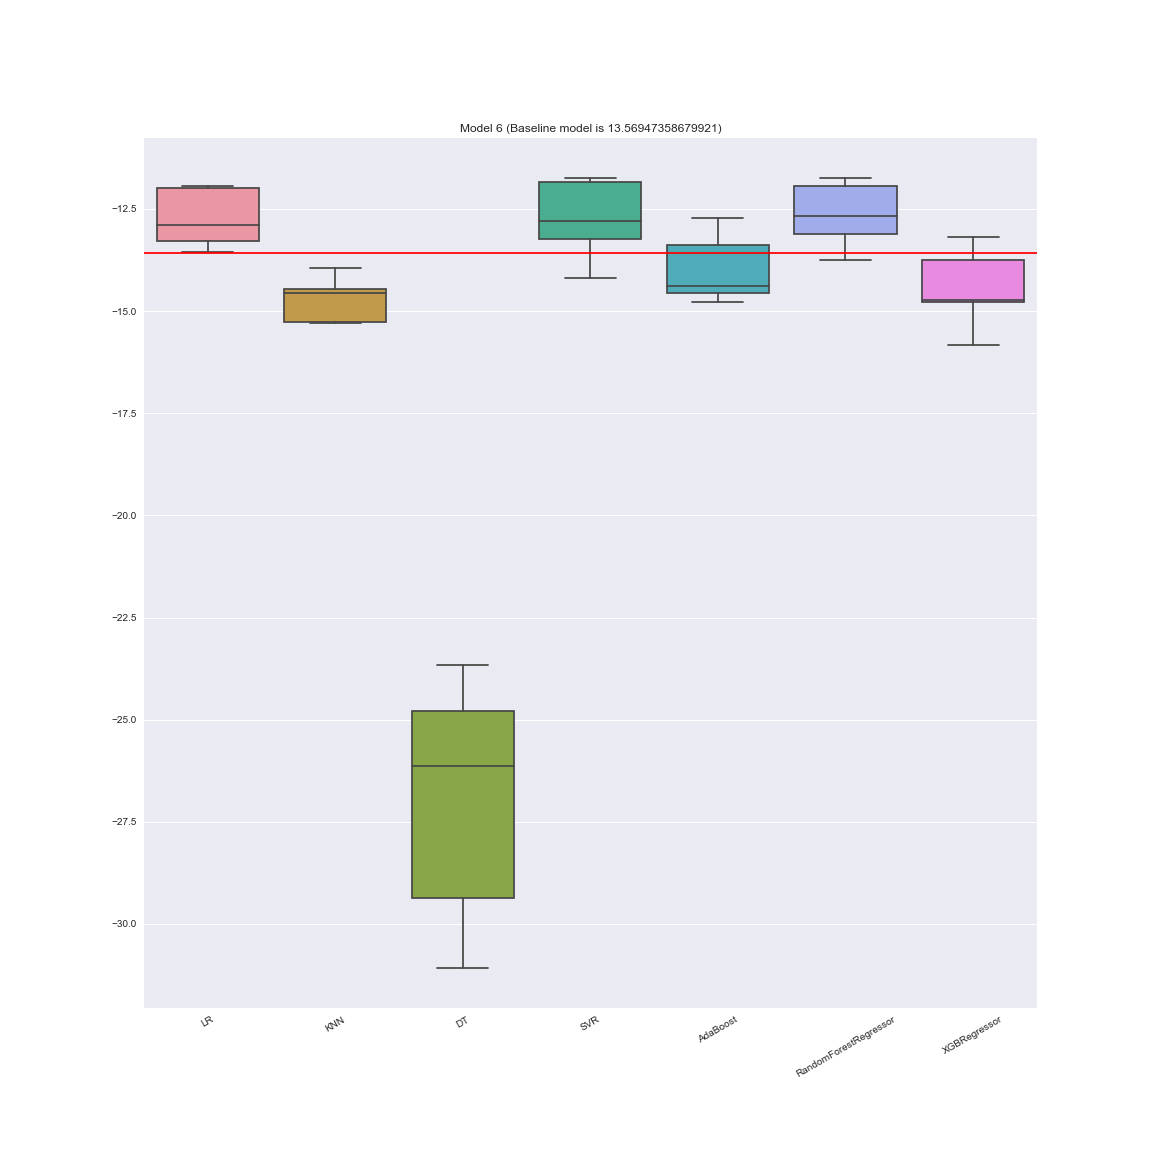 Model 6 (Baseline model is 13.56947358679921)
−12.5
−15.0
−17.5
−20.0
−22.5
−25.0
−27.5
−30.0
LR
KNN
DT
SVR
AdaBoost
RandomForestRegressor
XGBRegressor